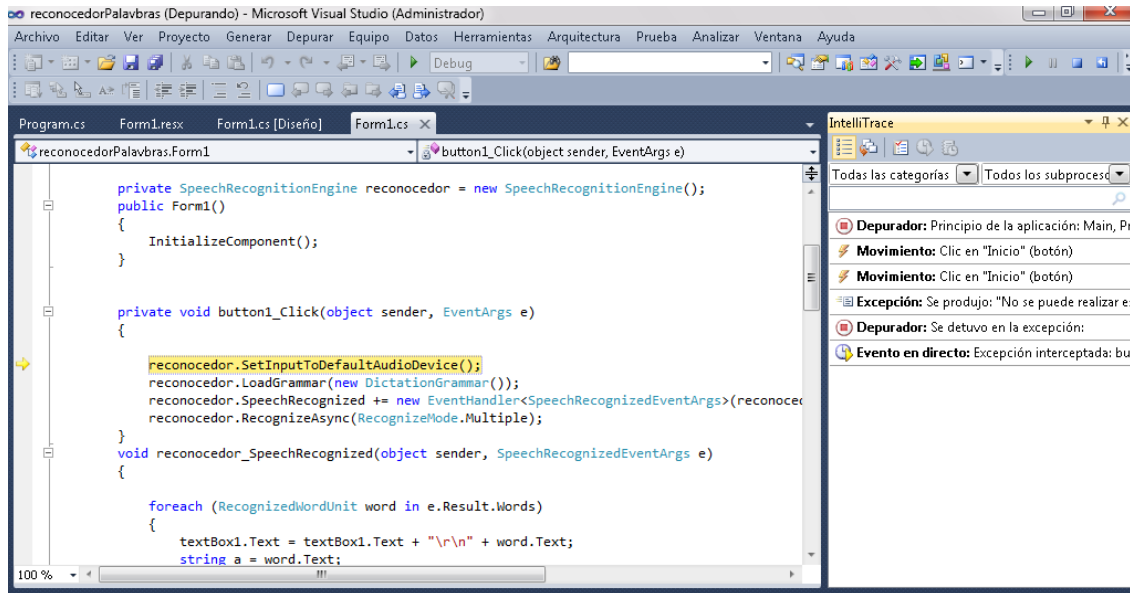 reconocedorPalavbras (Depurando) - Microsoft Visual Studio (Administrador)
Archivo Editar Ver Proyecto Generar Depurar Equipo Datos Herramientas Arquitectura Prueba Analizar Ventana Ayuda
Debug
Program.cs Form1.resx Form1.cs [Diseño] Form1.cs
reconocedorPalavbras.Form1 button1_Click(object sender, EventArgs e)
private SpeechRecognitionEngine reconocedor = new SpeechRecognitionEngine();
public Form1()
{
InitializeComponent();
}
private void button1_Click(object sender, EventArgs e)
{
reconocedor.SetInputToDefaultAudioDevice();
reconocedor.LoadGrammar(new DictationGrammar());
reconocedor.SpeechRecognized += new EventHandler<SpeechRecognizedEventArgs>(reconoced
reconocedor.RecognizeAsync(RecognizeMode.Multiple);
}
void reconocedor_SpeechRecognized(object sender, SpeechRecognizedEventArgs e)
{
foreach (RecognizedWordUnit word in e.Result.Words)
{
textBox1.Text = textBox1.Text + "\r\n" + word.Text;
string a = word.Text;
100 %
IntelliTrace
Todas las categorías Todos los subproceso
Depurador: Principio de la aplicación: Main, Pr
Movimiento: Clic en "Inicio" (botón)
Movimiento: Clic en "Inicio" (botón)
Excepción: Se produjo: "No se puede realizar e
Depurador: Se detuvo en la excepción:
Evento en directo: Excepción interceptada: bu